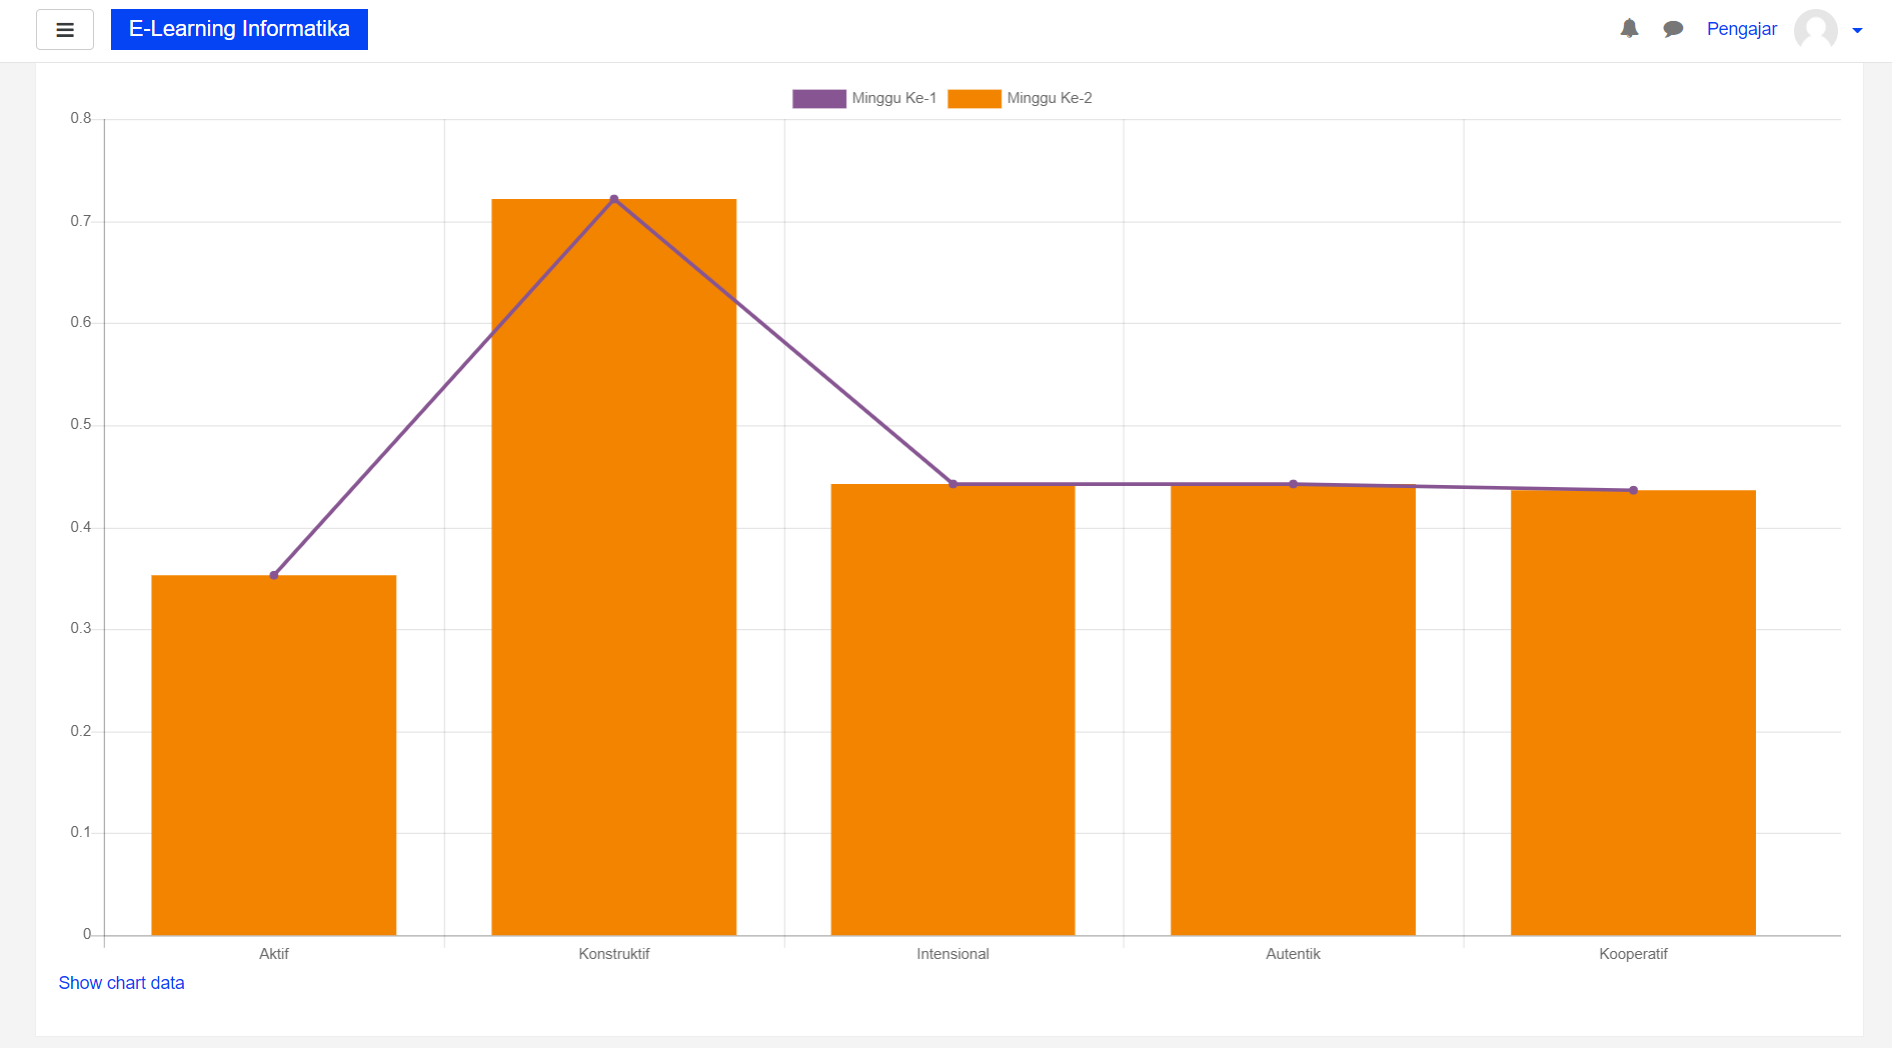 E-Learning Informatika
Pengajar
Minggu Ke-1 Minggu Ke-2
0.8
0.7
0.6
0.5
0.4
0.3
0.2
0.1
0
Aktif Konstruktif Intensional Autentik Kooperatif
Show chart data